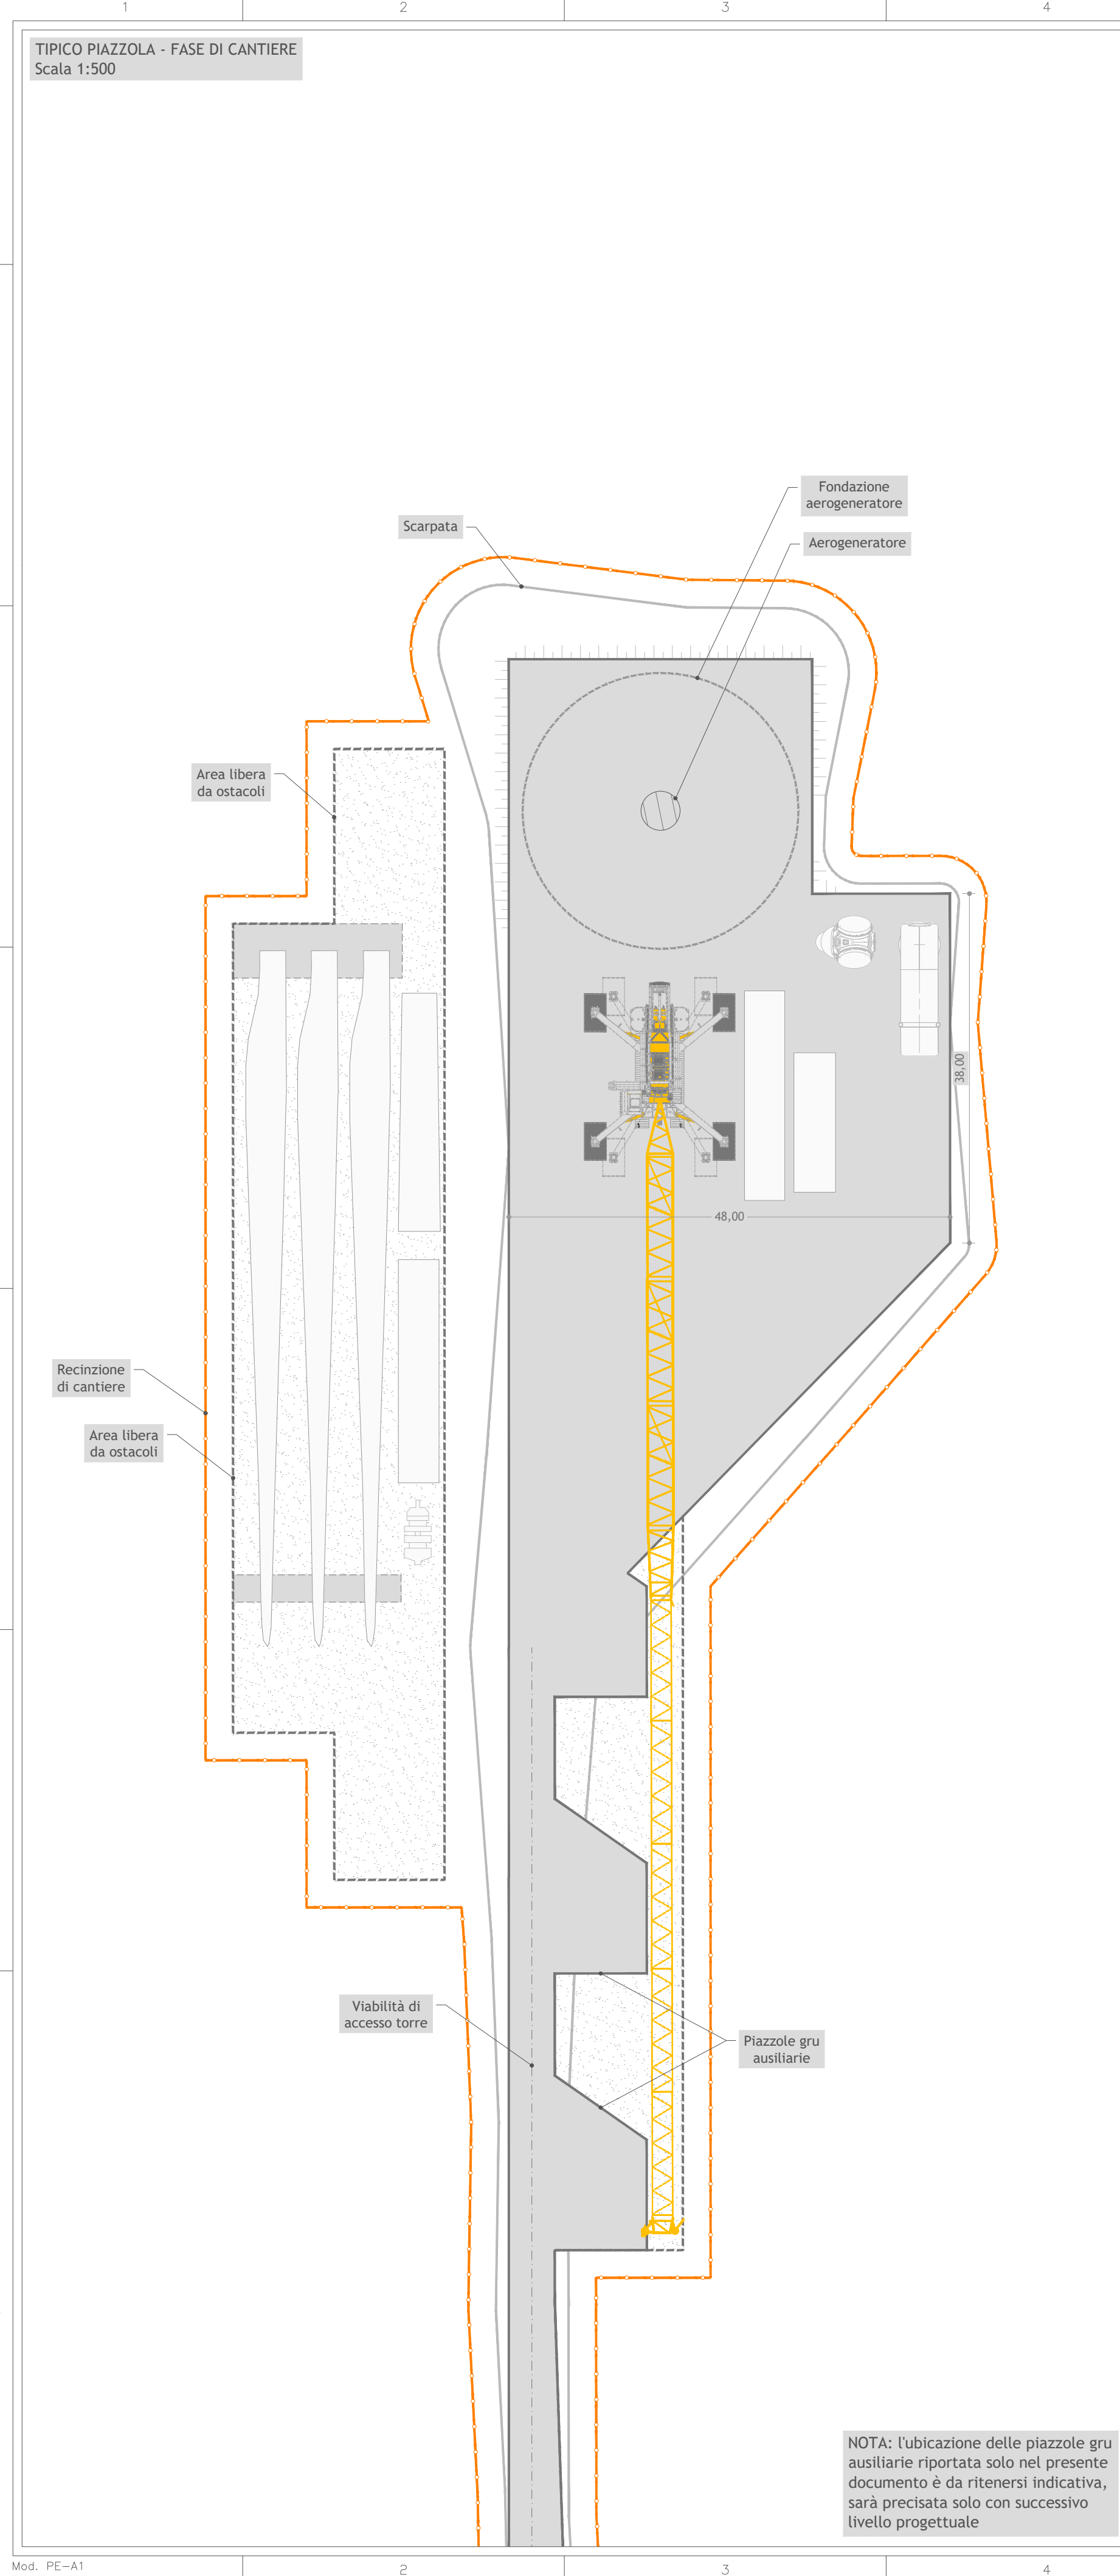 1
2
3
4
TIPICO PIAZZOLA - FASE DI CANTIERE
Scala 1:500
Fondazione
aerogeneratore
Scarpata
Aerogeneratore
Area libera
da ostacoli
38,00
48,00
Recinzione
di cantiere
Area libera
da ostacoli
Viabilità di
accesso torre
Piazzole gru
ausiliarie
NOTA: l'ubicazione delle piazzole gru
ausiliarie riportata solo nel presente
documento è da ritenersi indicativa,
sarà precisata solo con successivo
livello progettuale
Mod. PE-A1
2
3
4